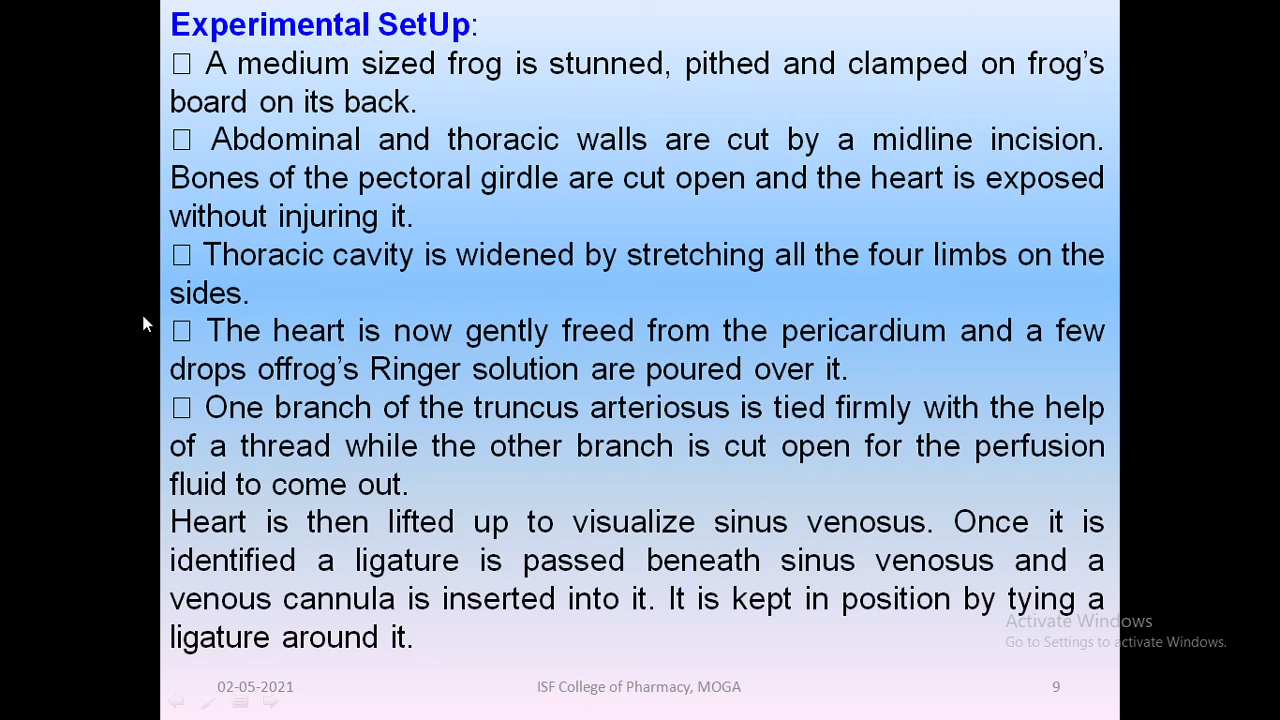 Experimental SetUp:
□ A medium sized frog is stunned, pithed and clamped on frog's
board on its back.
□ Abdominal and thoracic walls are cut by a midline incision.
Bones of the pectoral girdle are cut open and the heart is exposed
without injuring it.
□ Thoracic cavity is widened by stretching all the four limbs on the
sides.
□ The heart is now gently freed from the pericardium and a few
drops offrog's Ringer solution are poured over it.
□ One branch of the truncus arteriosus is tied firmly with the help
of a thread while the other branch is cut open for the perfusion
fluid to come out.
Heart is then lifted up to visualize sinus venosus. Once it is
identified a ligature is passed beneath sinus venosus and a
venous cannula is inserted into it. It is kept in position by tying a
ligature around it.
Activate Windows
Go to Settings to activate Windows.
02-05-2021
ISF College of Pharmacy, MOGA
9